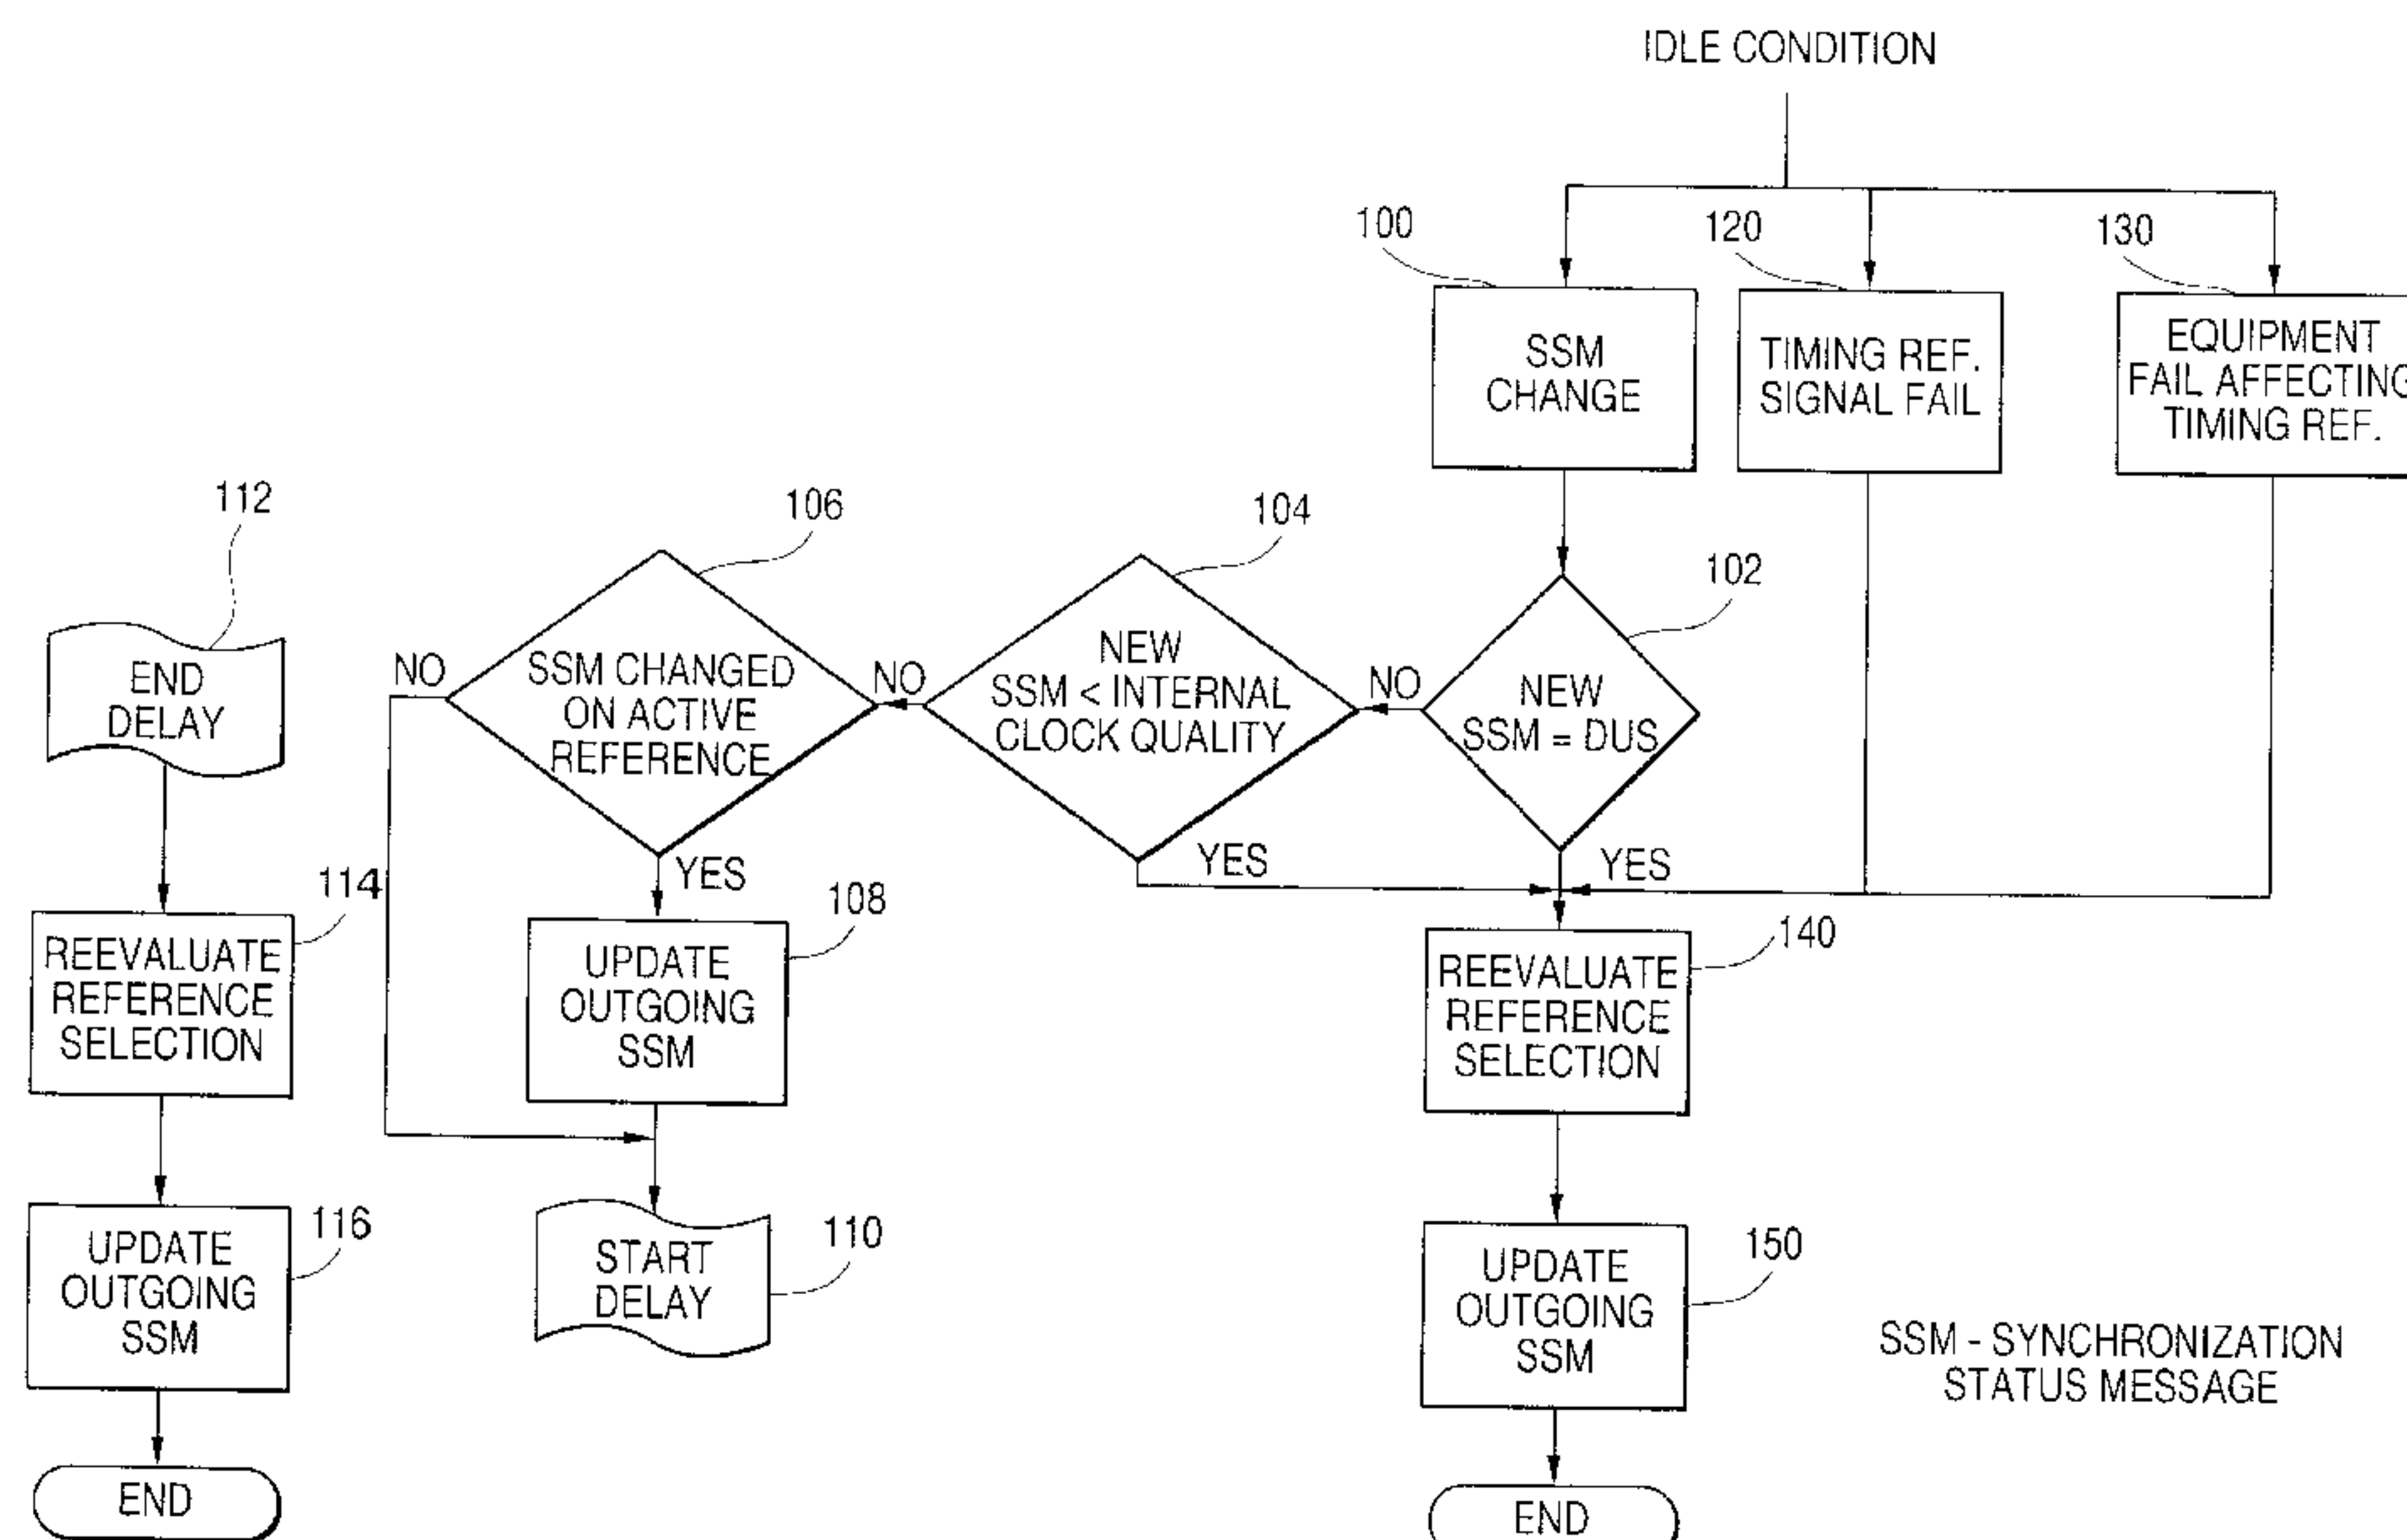 IDLE CONDITION
100
120
130
SSM
CHANGE
TIMING REF.
SIGNAL FAIL
EQUIPMENT
FAIL AFFECTING
TIMING REF.
112
106
104
102
END
DELAY
NO
SSM CHANGED
ON ACTIVE
REFERENCE
NO
NEW
SSM < INTERNAL
CLOCK QUALITY
NO
NEW
SSM = DUS
YES
YES
YES
114
108
140
REEVALUATE
REFERENCE
SELECTION
UPDATE
OUTGOING
SSM
REEVALUATE
REFERENCE
SELECTION
116
110
150
UPDATE
OUTGOING
SSM
START
DELAY
UPDATE
OUTGOING
SSM
SSM - SYNCHRONIZATION
STATUS MESSAGE
END
END